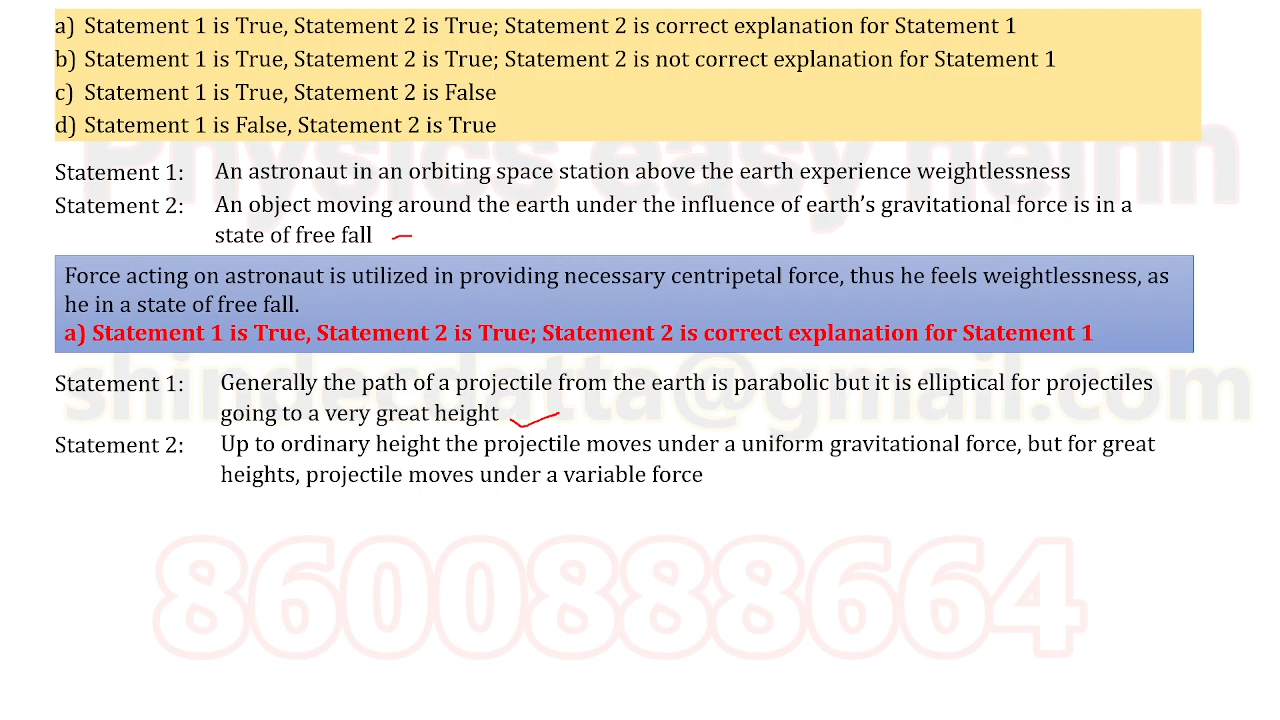 a) Statement 1 is True, Statement 2 is True; Statement 2 is correct explanation for Statement 1
b) Statement 1 is True, Statement 2 is True; Statement 2 is not correct explanation for Statement 1
c) Statement 1 is True, Statement 2 is False
d) Statement 1 is False, Statement 2 is True
Physics easy heinn
Statement 1: An astronaut in an orbiting space station above the earth experience weightlessness
Statement 2: An object moving around the earth under the influence of earth’s gravitational force is in a
state of free fall
Force acting on astronaut is utilized in providing necessary centripetal force, thus he feels weightlessness, as
he in a state of free fall.
a) Statement 1 is True, Statement 2 is True; Statement 2 is correct explanation for Statement 1
shindecdatta@gmail.com
Statement 1: Generally the path of a projectile from the earth is parabolic but it is elliptical for projectiles
going to a very great height
Statement 2: Up to ordinary height the projectile moves under a uniform gravitational force, but for great
heights, projectile moves under a variable force
8600888664